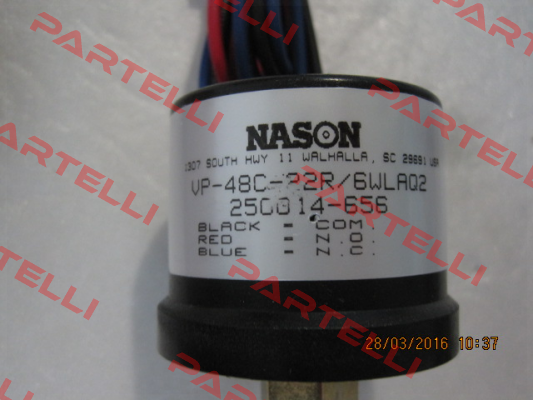 PARTELLI
PARTELLI
NASON
1307 SOUTH HWY 11 WALHALLA, SC 29691 USA
VP-48C-22R/6WLAQ2
250014-656
BLACK = COM.
RED = N.O.
BLUE = N.C.
PARTELLI
PARTELLI
PARTELLI
28/03/2016 10:37
PARTELLI